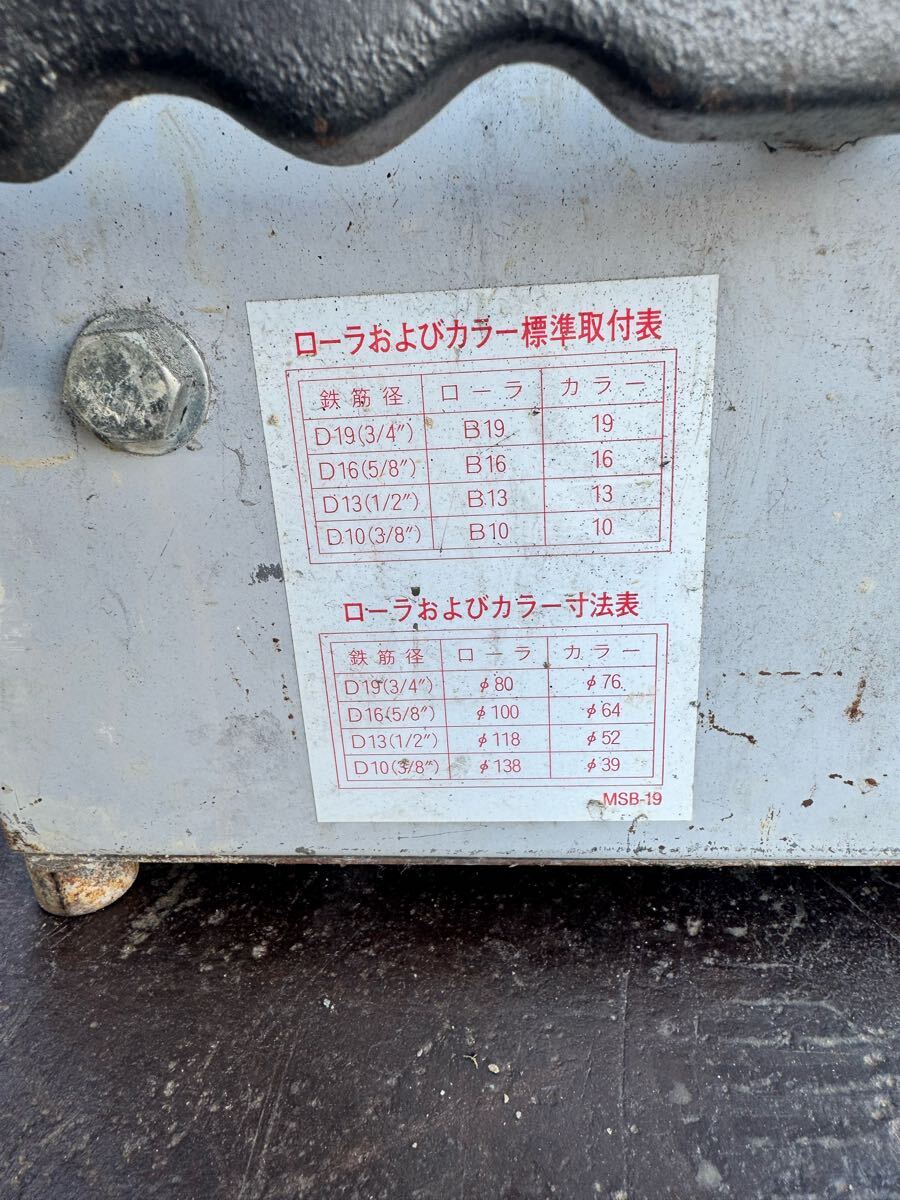 ローラおよびカラー標準取付表
鉄筋径 ローラ カラー
D19(3/4″) B19 19
D16(5/8″) B16 16
D13(1/2″) B13 13
D10(3/8″) B10 10
ローラおよびカラー寸法表
鉄筋径 ローラ カラー
D19(3/4″) φ80 φ76
D16(5/8″) φ100 φ64
D13(1/2″) φ118 φ52
D10(3/8″) φ138 φ39
MSB-19